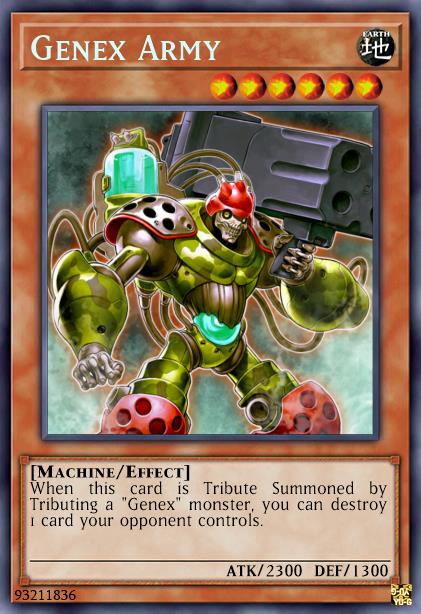 Genex Army
EARTH
地
[Machine/Effect]
When this card is Tribute Summoned by
Tributing a "Genex" monster, you can destroy
1 card your opponent controls.
ATK/2300 DEF/1300
93211836